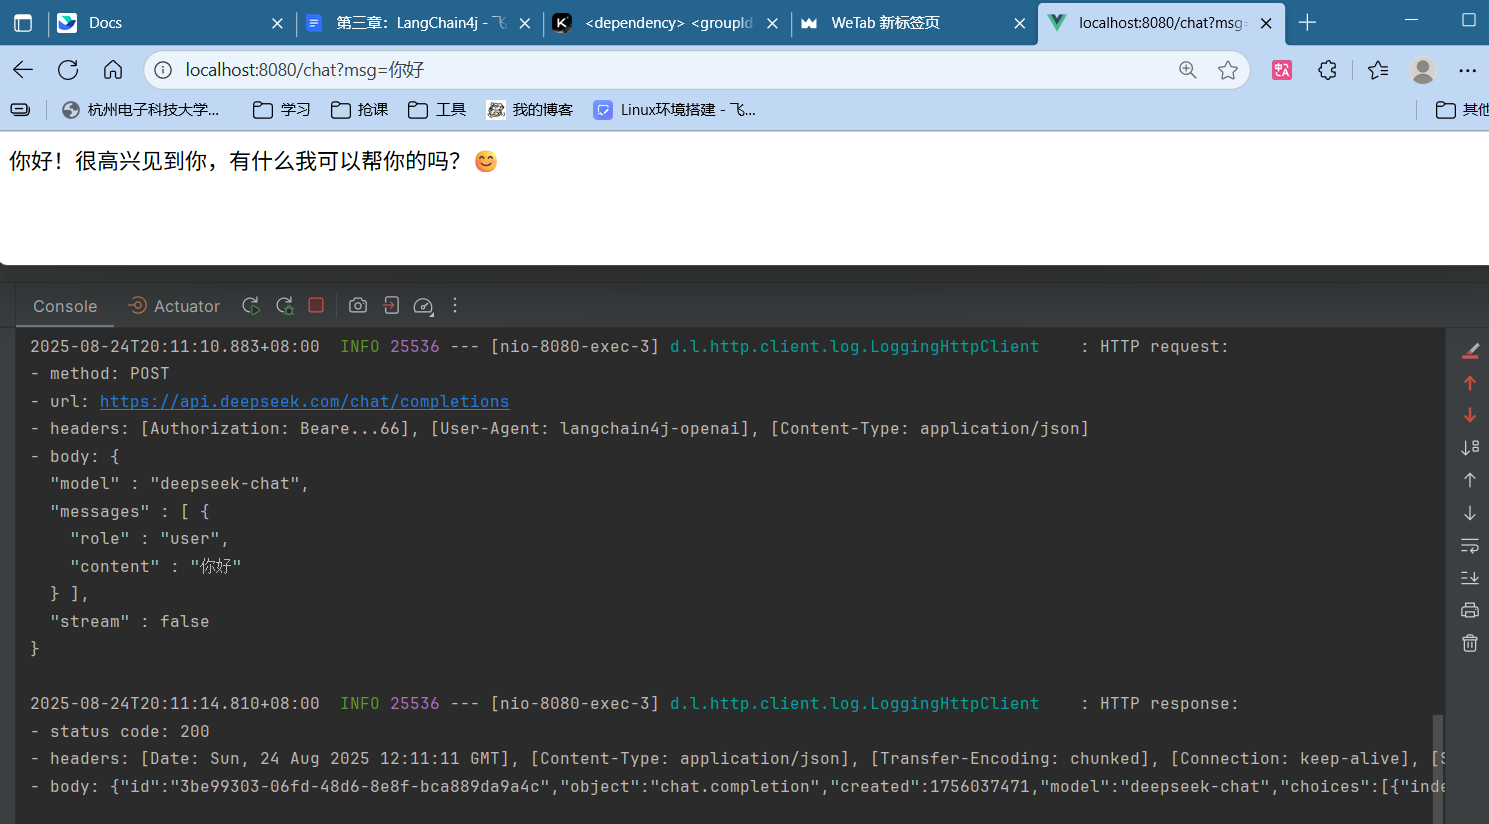 Docs
第三章：LangChain4j - 飞
<dependency> <groupId
WeTab 新标签页
localhost:8080/chat?msg=
localhost:8080/chat?msg=你好
杭州电子科技大学...
学习
抢课
工具
我的博客
Linux环境搭建 - 飞...
其他
你好！很高兴见到你，有什么我可以帮你的吗？😊
Console
Actuator
2025-08-24T20:11:10.883+08:00  INFO 25536 --- [nio-8080-exec-3] d.l.http.client.log.LoggingHttpClient    : HTTP request:
- method: POST
- url: https://api.deepseek.com/chat/completions
- headers: [Authorization: Beare...66], [User-Agent: langchain4j-openai], [Content-Type: application/json]
- body: {
"model" : "deepseek-chat",
"messages" : [ {
"role" : "user",
"content" : "你好"
} ],
"stream" : false
}
2025-08-24T20:11:14.810+08:00  INFO 25536 --- [nio-8080-exec-3] d.l.http.client.log.LoggingHttpClient    : HTTP response:
- status code: 200
- headers: [Date: Sun, 24 Aug 2025 12:11:11 GMT], [Content-Type: application/json], [Transfer-Encoding: chunked], [Connection: keep-alive], [S
- body: {"id":"3be99303-06fd-48d6-8e8f-bca889da9a4c","object":"chat.completion","created":1756037471,"model":"deepseek-chat","choices":[{"inde